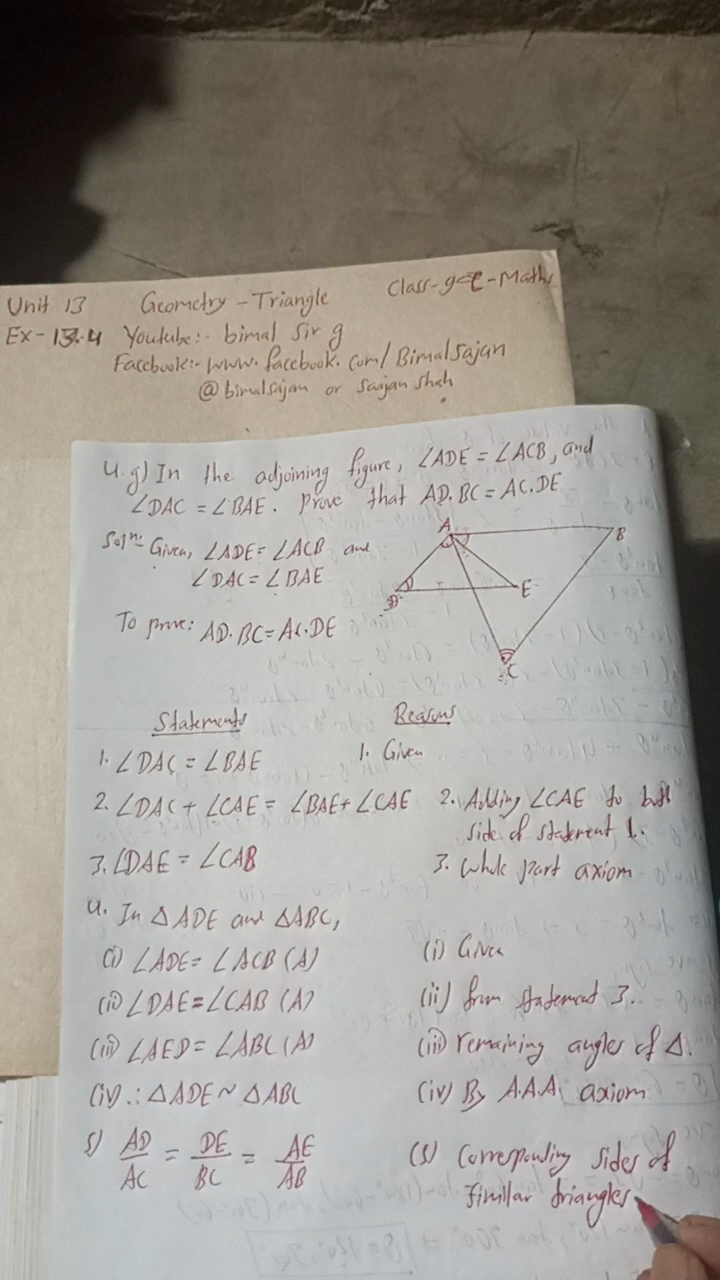 Unit 13 Geometry - Triangle Class-9 - Maths
Ex-13.4 Youtube:- bimal Sir g
Facebook:- www.facebook.com/Bimalsajan
@bimalsajan or Sanjan Shah
4.g) In the adjoining figure, ∠ADE = ∠ACB, and
∠DAC = ∠BAE. Prove that AD.BC = AC.DE
Solⁿ:- Given, ∠ADE = ∠ACB and
∠DAC = ∠BAE
To prove: AD.BC = AC.DE
A B
D E
C
Statements Reasons
1. ∠DAC = ∠BAE 1. Given
2. ∠DAC + ∠CAE = ∠BAE + ∠CAE 2. Adding ∠CAE to both
side of statement 1.
3. ∠DAE = ∠CAB 3. Whole part axiom
4. In △ADE and △ABC,
(i) ∠ADE = ∠ACB (A) (i) Given
(ii) ∠DAE = ∠CAB (A) (ii) from statement 3.
(iii) ∠AED = ∠ABC (A) (iii) remaining angles of △.
(iv) ∴ △ADE ~ △ABC (iv) By A.A.A. axiom
5) AD/AC = DE/BC = AE/AB (5) Corresponding sides of
similar triangles